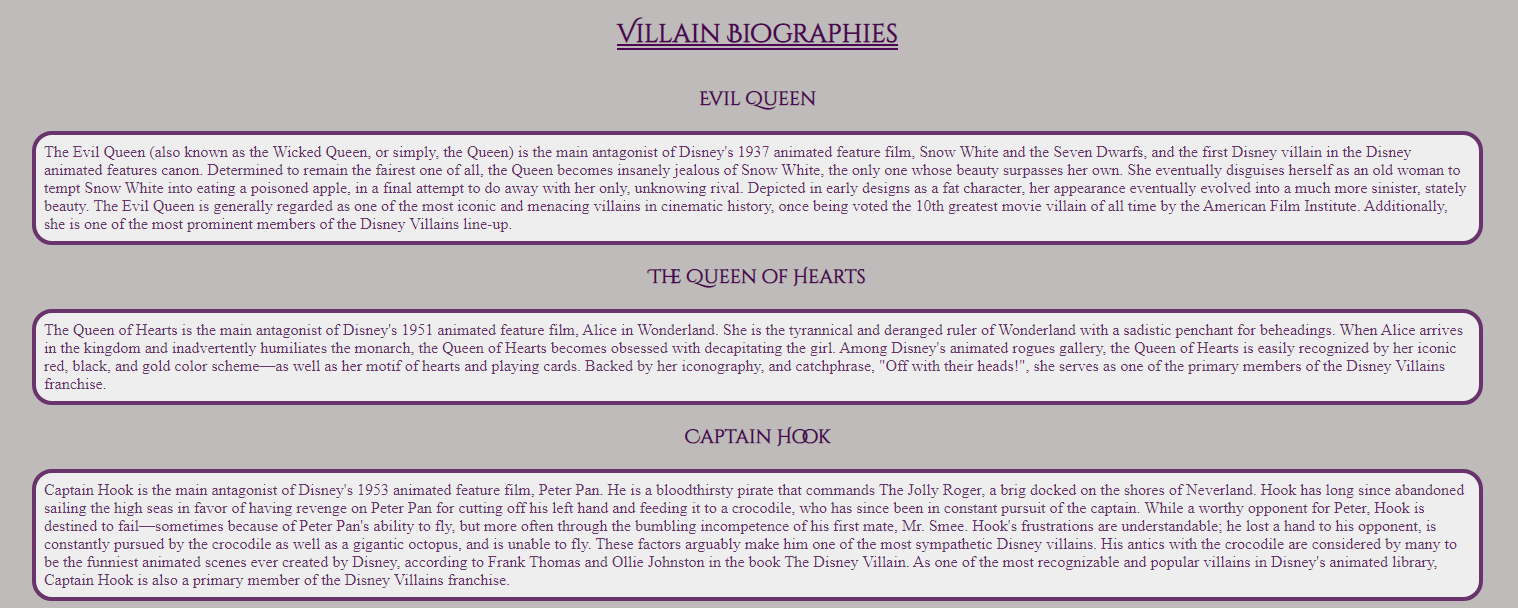 Villain Biographies
Evil Queen
The Evil Queen (also known as the Wicked Queen, or simply, the Queen) is the main antagonist of Disney's 1937 animated feature film, Snow White and the Seven Dwarfs, and the first Disney villain in the Disney
animated features canon. Determined to remain the fairest one of all, the Queen becomes insanely jealous of Snow White, the only one whose beauty surpasses her own. She eventually disguises herself as an old woman to
tempt Snow White into eating a poisoned apple, in a final attempt to do away with her only, unknowing rival. Depicted in early designs as a fat character, her appearance eventually evolved into a much more sinister, stately
beauty. The Evil Queen is generally regarded as one of the most iconic and menacing villains in cinematic history, once being voted the 10th greatest movie villain of all time by the American Film Institute. Additionally,
she is one of the most prominent members of the Disney Villains line-up.
The Queen of Hearts
The Queen of Hearts is the main antagonist of Disney's 1951 animated feature film, Alice in Wonderland. She is the tyrannical and deranged ruler of Wonderland with a sadistic penchant for beheadings. When Alice arrives
in the kingdom and inadvertently humiliates the monarch, the Queen of Hearts becomes obsessed with decapitating the girl. Among Disney's animated rogues gallery, the Queen of Hearts is easily recognized by her iconic
red, black, and gold color scheme—as well as her motif of hearts and playing cards. Backed by her iconography, and catchphrase, "Off with their heads!", she serves as one of the primary members of the Disney Villains
franchise.
Captain Hook
Captain Hook is the main antagonist of Disney's 1953 animated feature film, Peter Pan. He is a bloodthirsty pirate that commands The Jolly Roger, a brig docked on the shores of Neverland. Hook has long since abandoned
sailing the high seas in favor of having revenge on Peter Pan for cutting off his left hand and feeding it to a crocodile, who has since been in constant pursuit of the captain. While a worthy opponent for Peter, Hook is
destined to fail—sometimes because of Peter Pan's ability to fly, but more often through the bumbling incompetence of his first mate, Mr. Smee. Hook's frustrations are understandable; he lost a hand to his opponent, is
constantly pursued by the crocodile as well as a gigantic octopus, and is unable to fly. These factors arguably make him one of the most sympathetic Disney villains. His antics with the crocodile are considered by many to
be the funniest animated scenes ever created by Disney, according to Frank Thomas and Ollie Johnston in the book The Disney Villain. As one of the most recognizable and popular villains in Disney's animated library,
Captain Hook is also a primary member of the Disney Villains franchise.